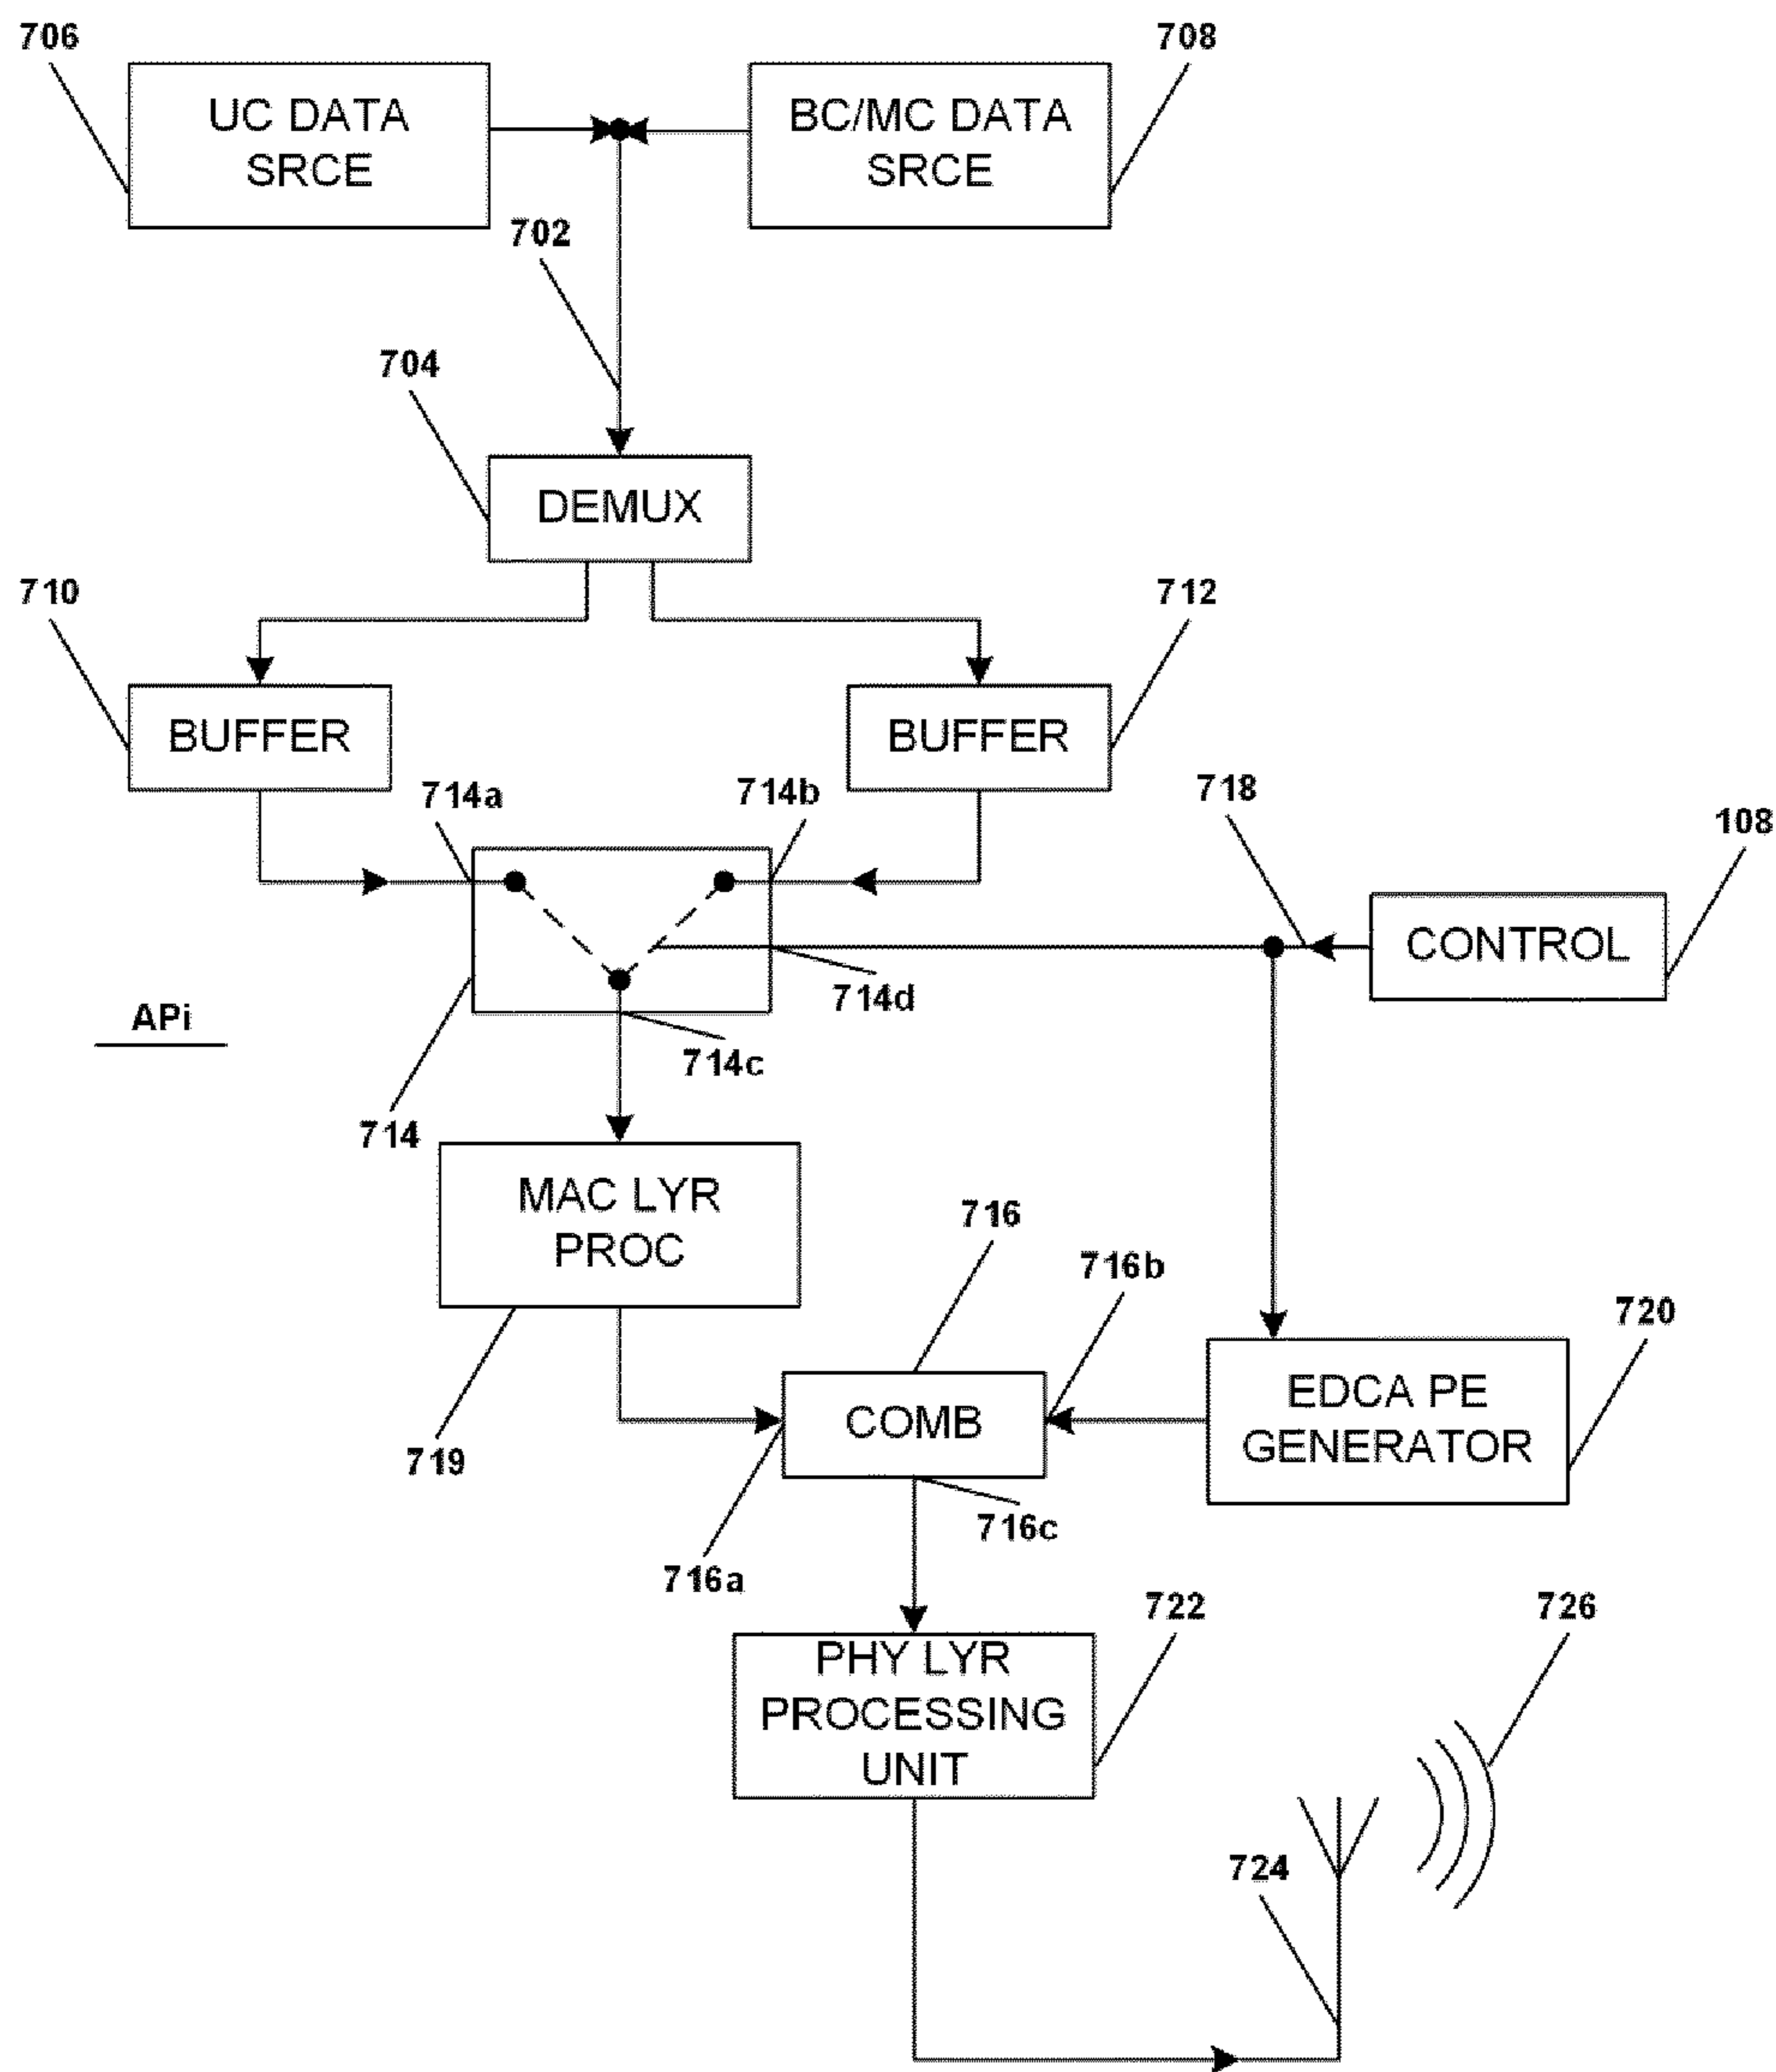 706
708
UC DATA
SRCE
BC/MC DATA
SRCE
702
704
DEMUX
710
712
BUFFER
BUFFER
714a
714b
718
108
CONTROL
714d
APi
714c
714
MAC LYR
PROC
716
716b
720
EDCA PE
GENERATOR
COMB
719
716c
716a
722
726
PHY LYR
PROCESSING
UNIT
724